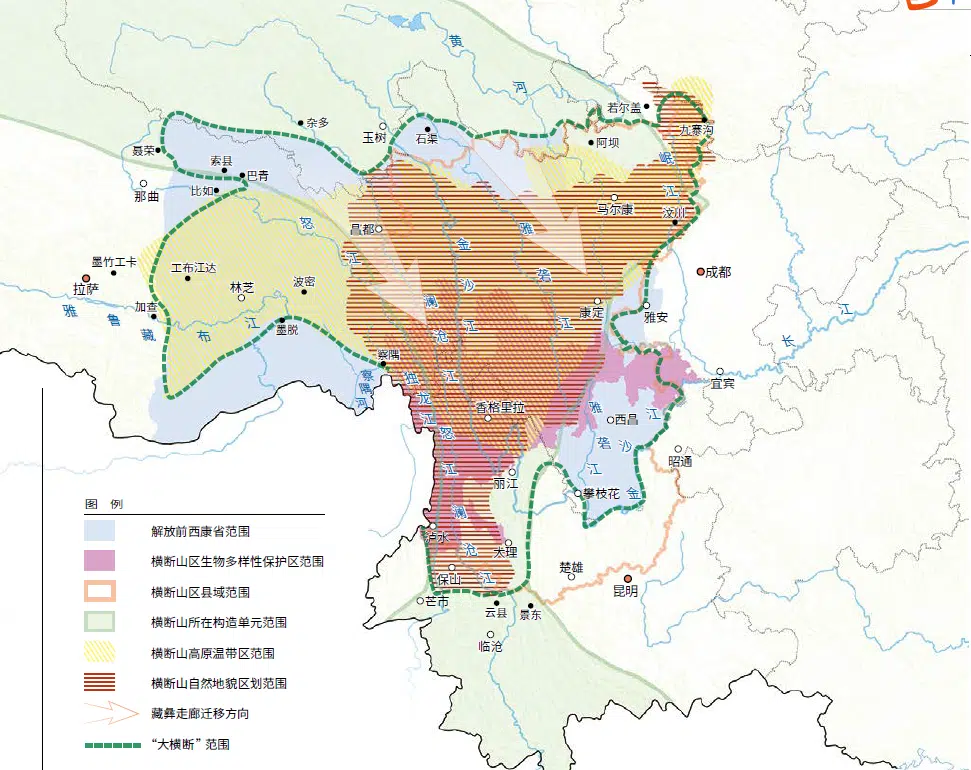 黄
河
若尔盖
九寨沟
杂多
玉树
石渠
阿坝
聂荣
索县
巴青
岷
江
那曲
比如
马尔康
汶川
怒
江
昌都
金
沙
江
雅
砻
江
墨竹工卡
工布江达
成都
拉萨
林芝
波密
澜
沧
江
康定
雅
鲁
藏
布
江
加查
墨脱
雅安
长
江
察隅
察
隅
河
独
龙
江
宜宾
香格里拉
怒
江
雅
砻
江
西昌
沙
江
金
昭通
丽江
攀枝花
图 例
解放前西康省范围
横断山区生物多样性保护区范围
横断山区县域范围
横断山所在构造单元范围
横断山高原温带区范围
横断山自然地貌区划范围
藏彝走廊迁移方向
“大横断”范围
澜
沧
江
泸水
大理
保山
楚雄
昆明
芒市
云县
景东
临沧